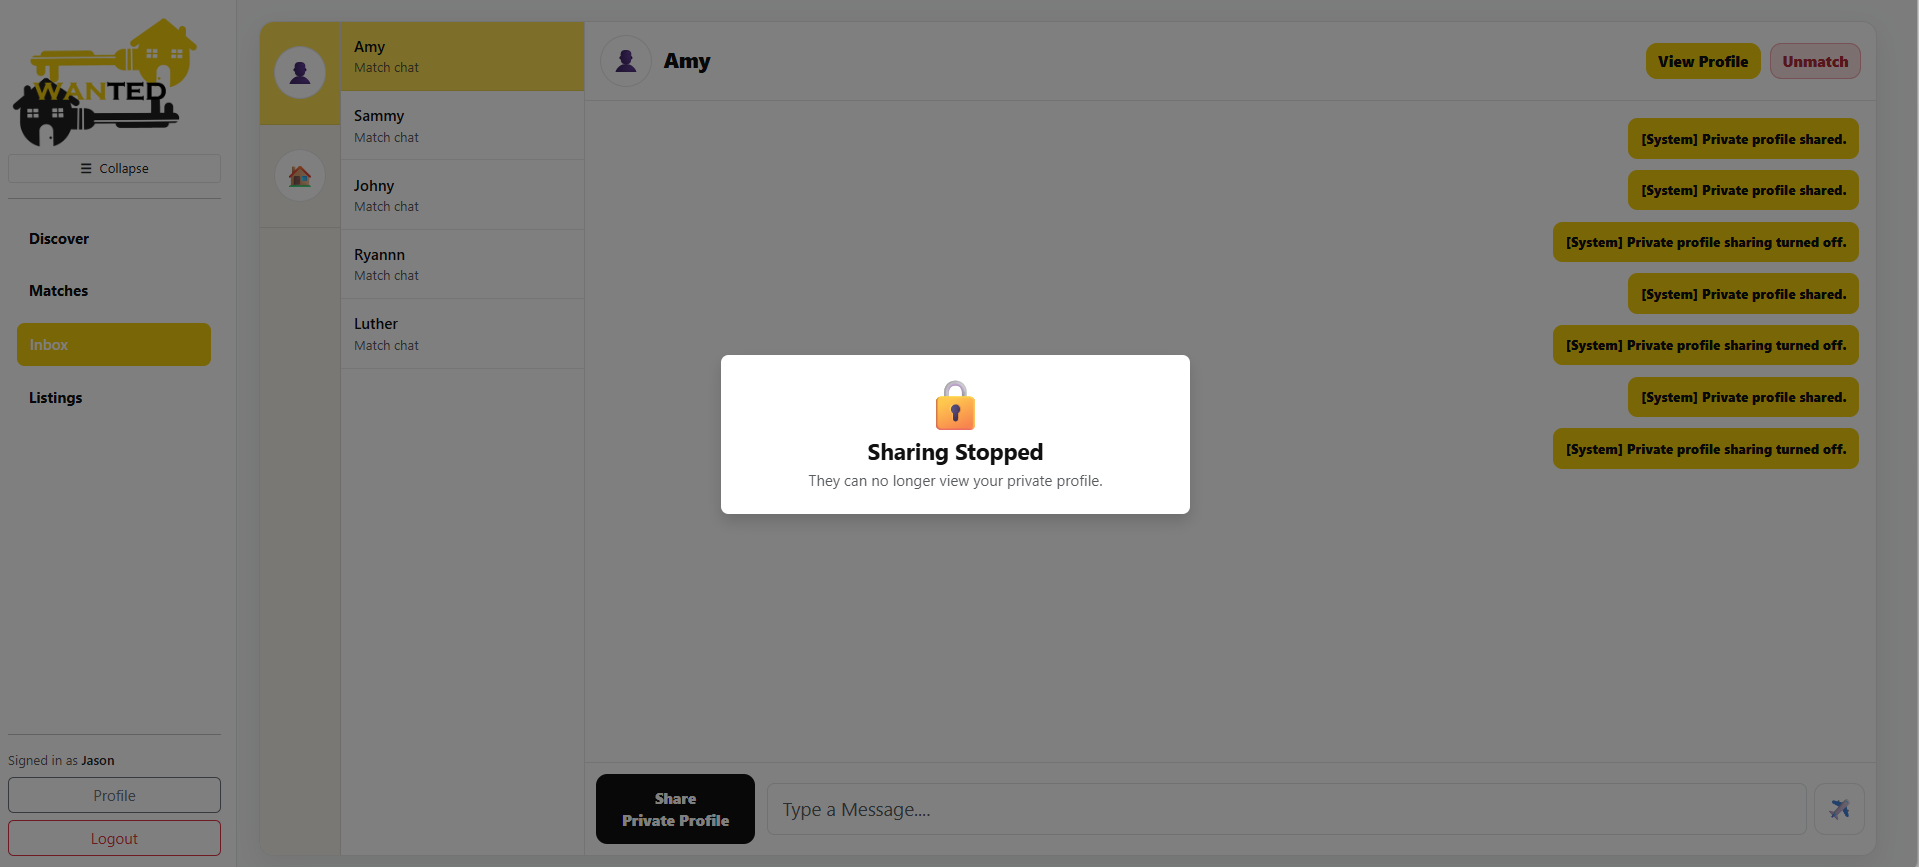 WANTED
☰ Collapse
Discover
Matches
Inbox
Listings
Signed in as Jason
Profile
Logout
Amy
Match chat
Sammy
Match chat
Johny
Match chat
Ryannn
Match chat
Luther
Match chat
Amy
View Profile
Unmatch
[System] Private profile shared.
[System] Private profile shared.
[System] Private profile sharing turned off.
[System] Private profile shared.
[System] Private profile sharing turned off.
[System] Private profile shared.
[System] Private profile sharing turned off.
Sharing Stopped
They can no longer view your private profile.
Share
Private Profile
Type a Message....